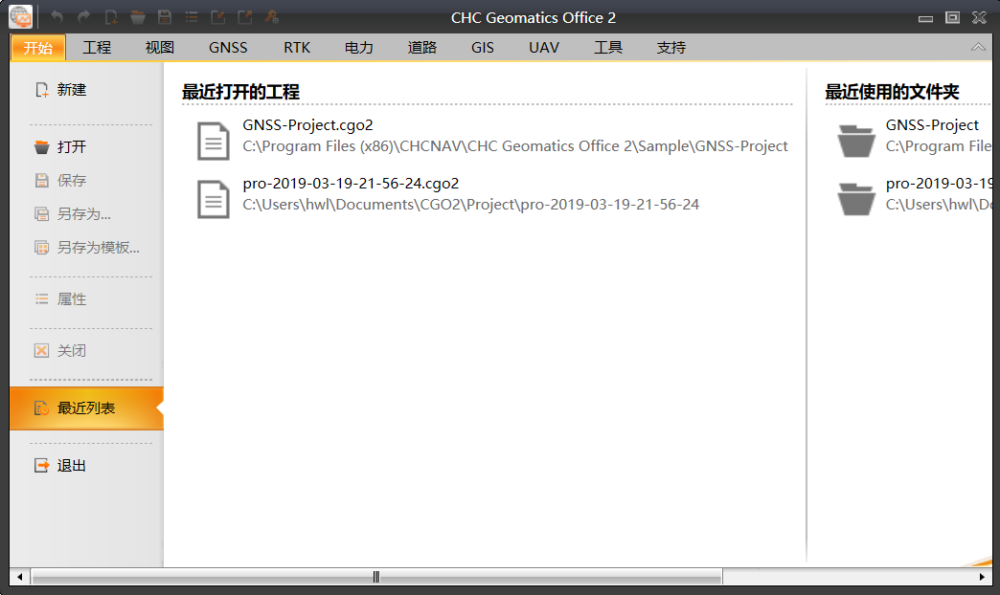 CHC Geomatics Office 2
开始 工程 视图 GNSS RTK 电力 道路 GIS UAV 工具 支持
新建
打开
保存
另存为...
另存为模板...
属性
关闭
最近列表
退出
最近打开的工程
GNSS-Project.cgo2
C:\Program Files (x86)\CHCNAV\CHC Geomatics Office 2\Sample\GNSS-Project
pro-2019-03-19-21-56-24.cgo2
C:\Users\hwl\Documents\CGO2\Project\pro-2019-03-19-21-56-24
最近使用的文件夹
GNSS-Project
C:\Program File
pro-2019-03-19
C:\Users\hwl\Do